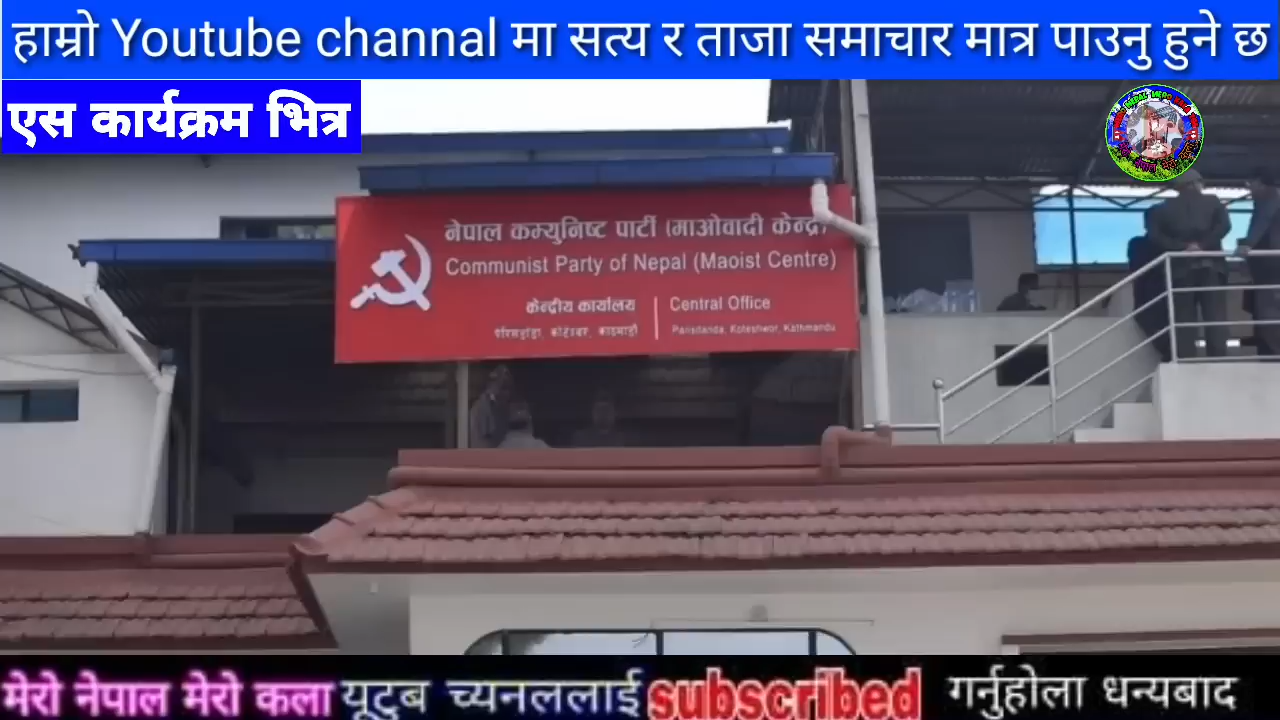 हाम्रो Youtube channal मा सत्य र ताजा समाचार मात्र पाउनु हुने छ
एस कार्यक्रम भित्र
नेपाल कम्युनिष्ट पार्टी (माओवादी केन्द्र)
Communist Party of Nepal (Maoist Centre)
केन्द्रीय कार्यालय
Central Office
Parisdanda, Koteshwor, Kathmandu
मेरो नेपाल मेरो कला यूटुब च्यनललाई subscribed गर्नुहोला धन्यबाद